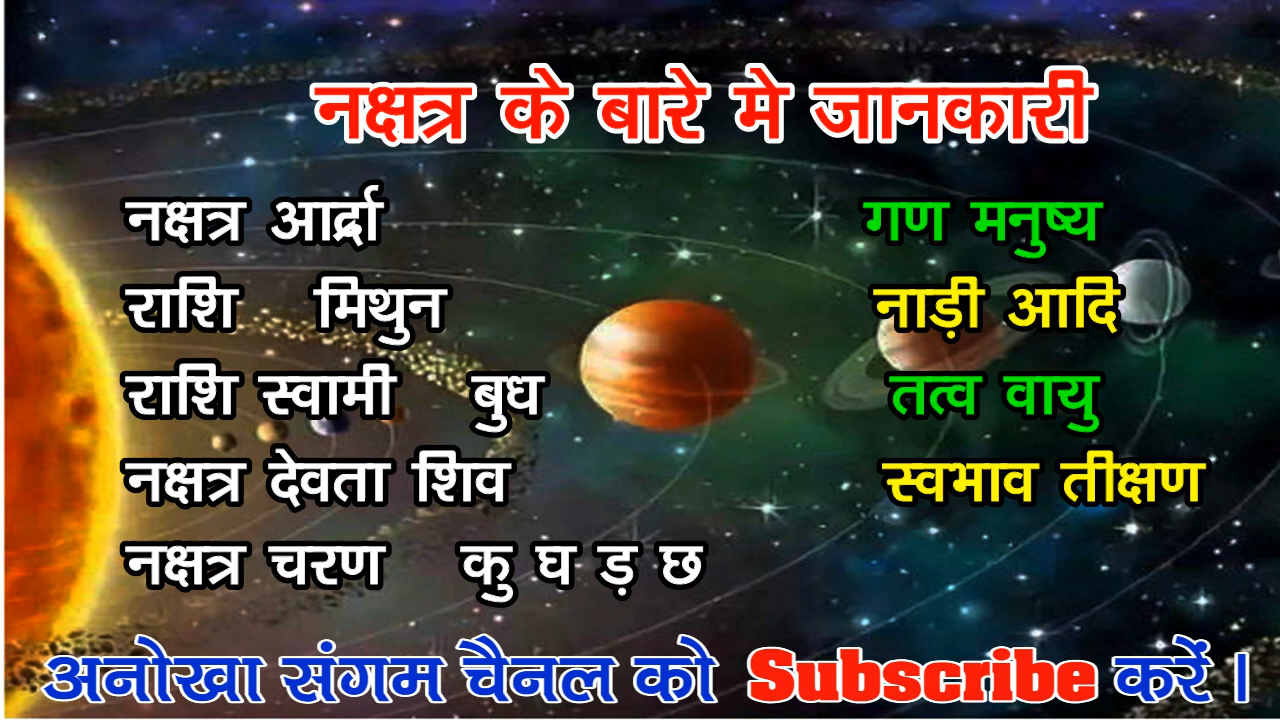 नक्षत्र के बारे मे जानकारी
नक्षत्र आर्द्रा
राशि मिथुन
राशि स्वामी बुध
नक्षत्र देवता शिव
नक्षत्र चरण कु घ ड़ छ
गण मनुष्य
नाड़ी आदि
तत्व वायु
स्वभाव तीक्षण
अनोखा संगम चैनल को Subscribe करें।